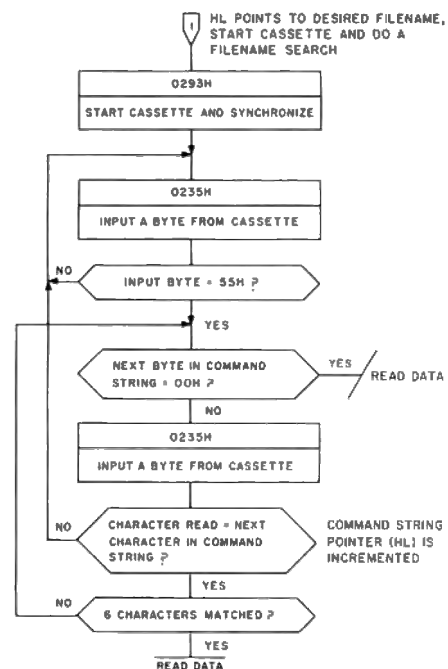 1
HL POINTS TO DESIRED FILENAME,
START CASSETTE AND DO A
FILENAME SEARCH
0293H
START CASSETTE AND SYNCHRONIZE
0235H
INPUT A BYTE FROM CASSETTE
NO
INPUT BYTE = 55H ?
YES
NEXT BYTE IN COMMAND
STRING = 00H ?
YES
READ DATA
NO
0235H
INPUT A BYTE FROM CASSETTE
NO
CHARACTER READ = NEXT
CHARACTER IN COMMAND
STRING ?
COMMAND STRING
POINTER (HL) IS
INCREMENTED
YES
NO
6 CHARACTERS MATCHED ?
YES
READ DATA